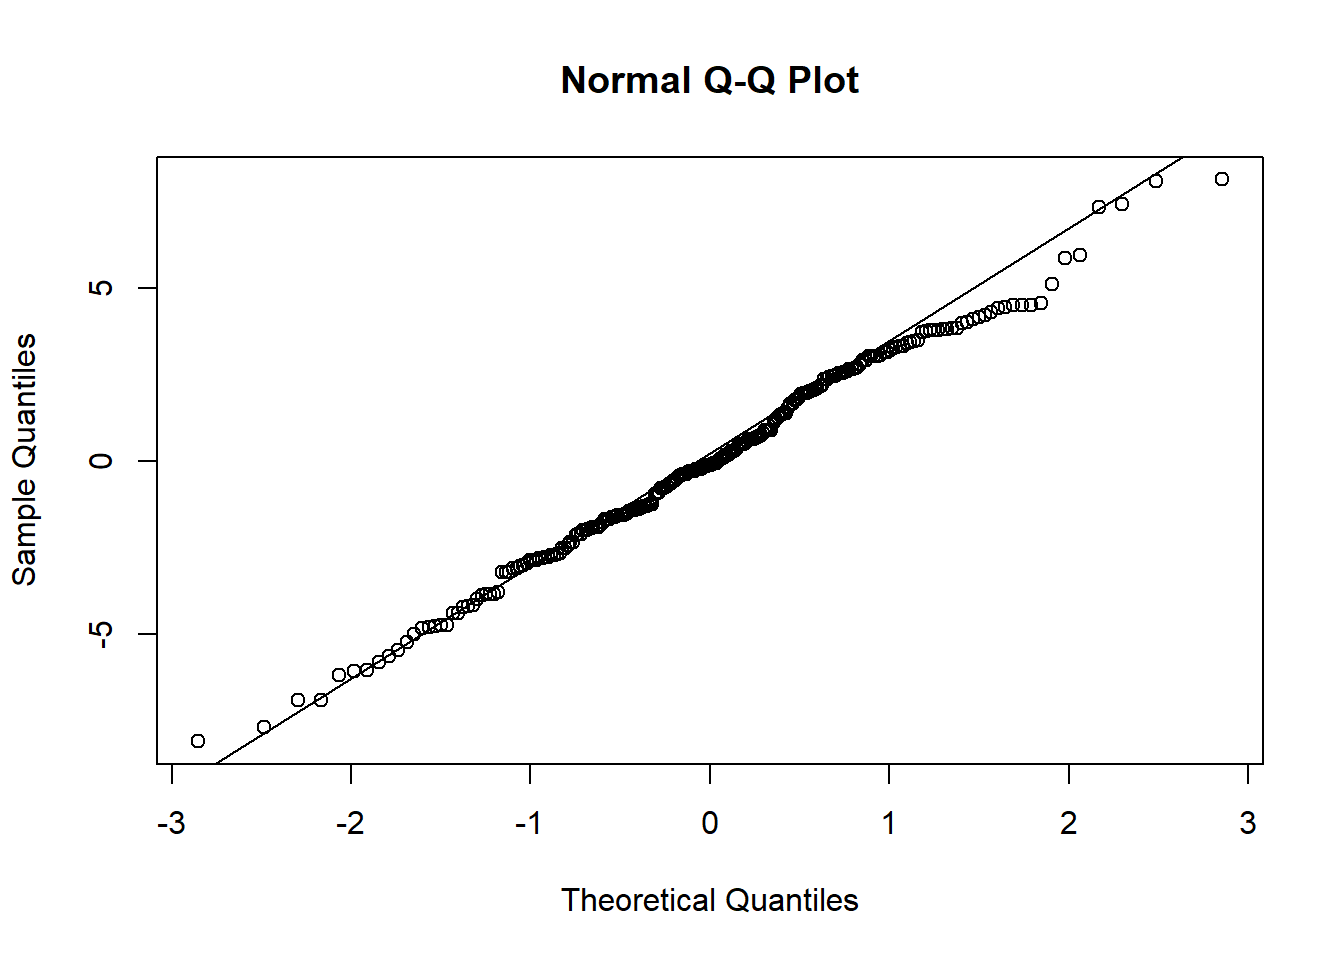 Normal Q-Q Plot
Sample Quantiles
5
0
-5
-3 -2 -1 0 1 2 3
Theoretical Quantiles